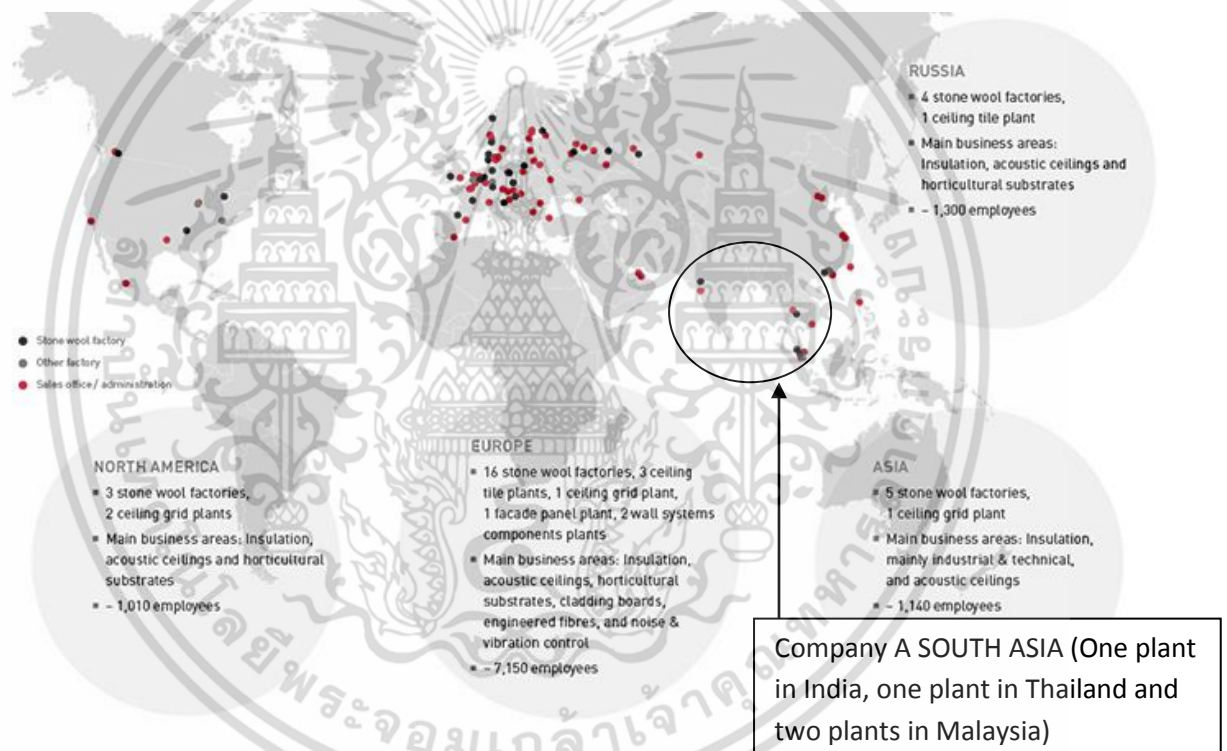 RUSSIA
▪ 4 stone wool factories,
1 ceiling tile plant
▪ Main business areas:
Insulation, acoustic ceilings and
horticultural substrates
▪ ~ 1,300 employees
Stone wool factory
Other factory
Sales office/ administration
NORTH AMERICA
▪ 3 stone wool factories,
2 ceiling grid plants
▪ Main business areas: Insulation,
acoustic ceilings and horticultural
substrates
▪ ~ 1,010 employees
EUROPE
▪ 16 stone wool factories, 3 ceiling
tile plants, 1 ceiling grid plant,
1 facade panel plant, 2 wall systems
components plants
▪ Main business areas: Insulation,
acoustic ceilings, horticultural
substrates, cladding boards,
engineered fibres, and noise &
vibration control
▪ ~ 7,150 employees
ASIA
▪ 5 stone wool factories,
1 ceiling grid plant
▪ Main business areas: Insulation,
mainly industrial & technical,
and acoustic ceilings
▪ ~ 1,140 employees
Company A SOUTH ASIA (One plant
in India, one plant in Thailand and
two plants in Malaysia)